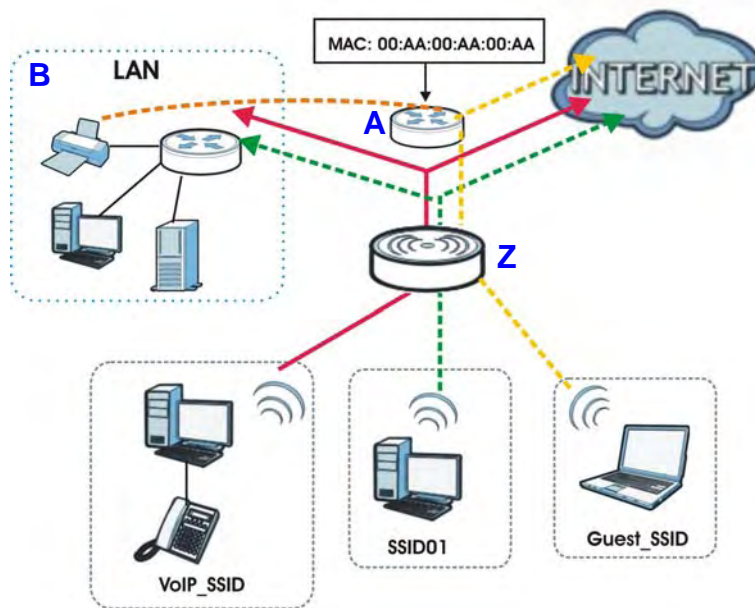 MAC: 00:AA:00:AA:00:AA
B
LAN
INTERNET
A
Z
VoIP_SSID
SSID01
Guest_SSID